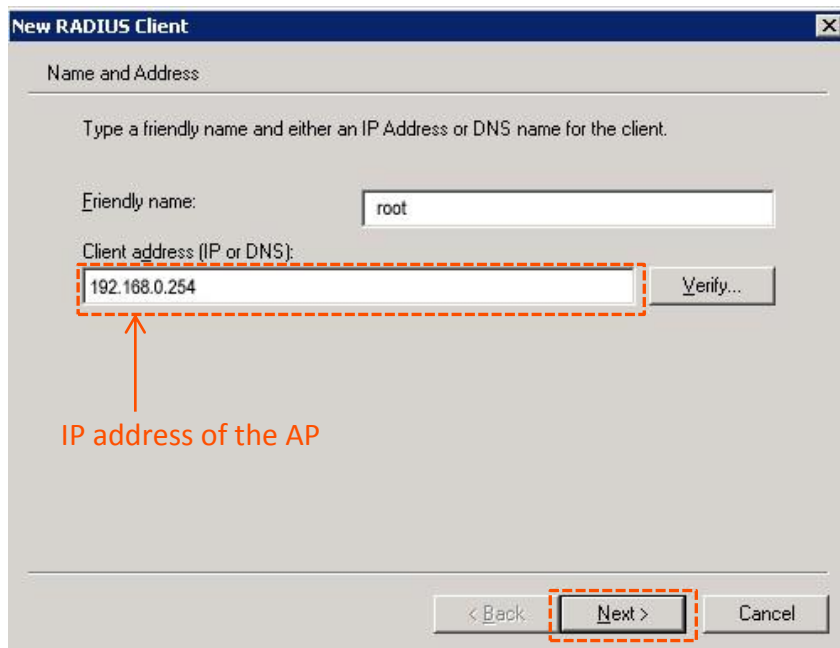 New RADIUS Client
Name and Address
Type a friendly name and either an IP Address or DNS name for the client.
Friendly name:
root
Client address (IP or DNS):
192.168.0.254
Verify...
IP address of the AP
< Back
Next >
Cancel